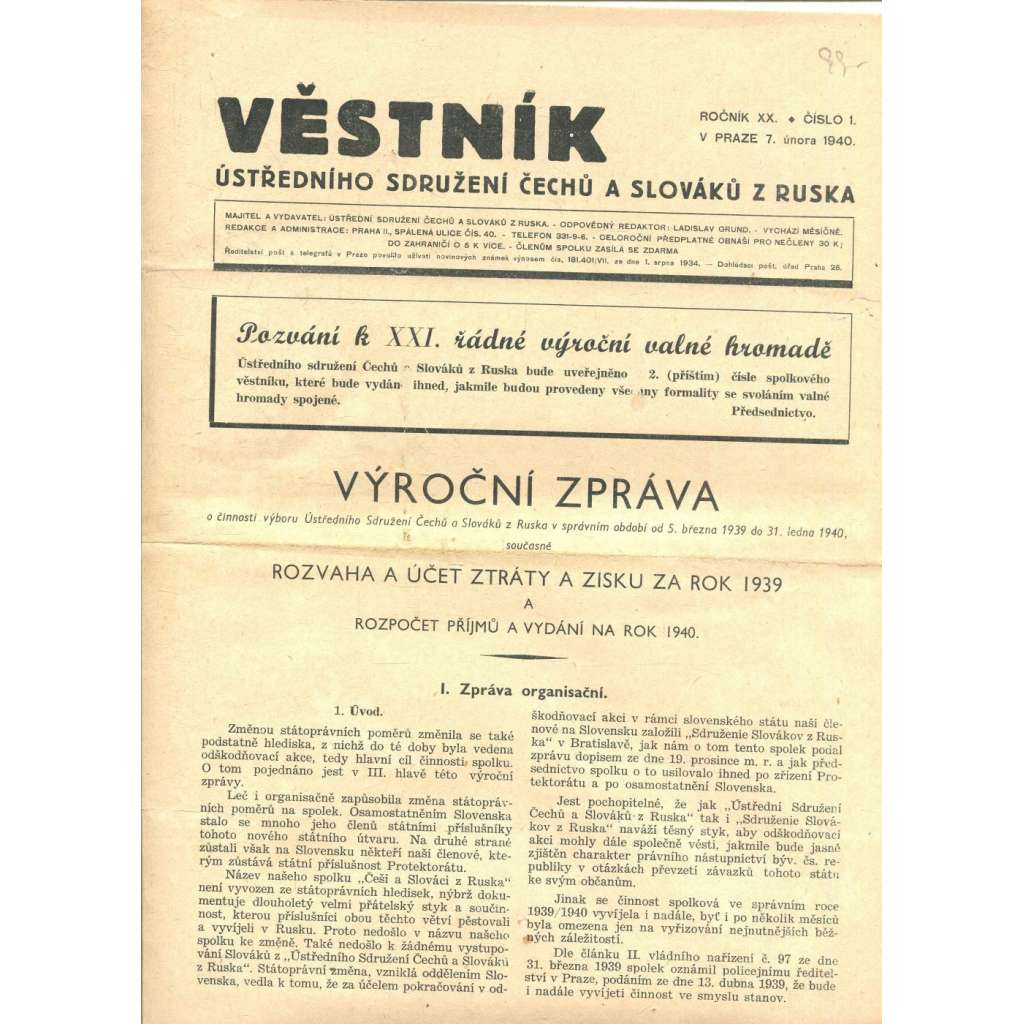 99-
VĚSTNÍK
ROČNÍK XX. ◆ ČÍSLO 1.
V PRAZE 7. února 1940.
ÚSTŘEDNÍHO SDRUŽENÍ ČECHŮ A SLOVÁKŮ Z RUSKA
MAJITEL A VYDAVATEL: ÚSTŘEDNÍ SDRUŽENÍ ČECHŮ A SLOVÁKŮ Z RUSKA. - ODPOVĚDNÝ REDAKTOR: LADISLAV GRUND. - VYCHÁZÍ MĚSÍČNĚ.
REDAKCE A ADMINISTRACE: PRAHA II., SPÁLENÁ ULICE ČÍS. 40. - TELEFON 331-9-6. - CELOROČNÍ PŘEDPLATNÉ OBNÁŠÍ PRO NEČLENY 30 K;
DO ZAHRANIČÍ O 5 K VÍCE. - ČLENŮM SPOLKU ZASÍLÁ SE ZDARMA
Ředitelství pošt a telegrafů v Praze povolilo užívati novinových známek výnosem čís. 181.401/VII. ze dne 1. srpna 1934. — Dohlédací pošt. úřad Praha 25.
Pozvání k XXI. řádné výroční valné hromadě
Ústředního sdružení Čechů a Slováků z Ruska bude uveřejněno 2. (příštím) čísle spolkového
věstníku, které bude vydán ihned, jakmile budou provedeny všechny formality se svoláním valné
hromady spojené.
Předsednictvo.
VÝROČNÍ ZPRÁVA
o činnosti výboru Ústředního Sdružení Čechů a Slováků z Ruska v správním období od 5. března 1939 do 31. ledna 1940,
současně
ROZVAHA A ÚČET ZTRÁTY A ZISKU ZA ROK 1939
A
ROZPOČET PŘÍJMŮ A VYDÁNÍ NA ROK 1940.
I. Zpráva organisační.
1. Úvod.
Změnou státoprávních poměrů změnila se také
podstatně hlediska, z nichž do té doby byla vedena
odškodňovací akce, tedy hlavní cíl činnosti spolku.
O tom pojednáno jest v III. hlavě této výroční
zprávy.
Leč i organisačně zapůsobila změna státopráv-
ních poměrů na spolek. Osamostatněním Slovenska
stalo se mnoho jeho členů státními příslušníky
tohoto nového státního útvaru. Na druhé straně
zůstali však na Slovensku někteří naši členové, kte-
rým zůstává státní příslušnost Protektorátu.
Název našeho spolku „Češi a Slováci z Ruska"
není vyvozen ze státoprávních hledisek, nýbrž doku-
mentuje dlouholetý velmi přátelský styk a součin-
nost, kterou příslušníci obou těchto větví pěstovali
a vyvíjeli v Rusku. Proto nedošlo v názvu našeho
spolku ke změně. Také nedošlo k žádnému vystupo-
vání Slováků z „Ústředního Sdružení Čechů a Slováků
z Ruska". Státoprávní změna, vzniklá oddělením Slo-
venska, vedla k tomu, že za účelem pokračování v od-
škodňovací akci v rámci slovenského státu naši čle-
nové na Slovensku založili „Sdruženie Slovákov z Rus-
ka" v Bratislavě, jak nám o tom tento spolek podal
zprávu dopisem ze dne 19. prosince m. r. a jak před-
sednictvo spolku o to usilovalo ihned po zřízení Pro-
tektorátu a po osamostatnění Slovenska.
Jest pochopitelné, že jak „Ústřední Sdružení
Čechů a Slováků z Ruska" tak i „Sdruženie Slová-
kov z Ruska" naváží těsný styk, aby odškodňovací
akci mohly dále společně vésti, jakmile bude jasně
zjištěn charakter právního nástupnictví býv. čs. re-
publiky v otázkách převzetí závazků tohoto státu
ke svým občanům.
Jinak se činnost spolková ve správním roce
1939/1940 vyvíjela i nadále, byť i po několik měsíců
byla omezena jen na vyřizování nejnutnějších běž-
ných záležitostí.
Dle článku II. vládního nařízení č. 97 ze dne
31. března 1939 spolek oznámil policejnímu ředitel-
ství v Praze, podáním ze dne 13. dubna 1939, že bude
i nadále vyvíjeti činnost ve smyslu stanov.